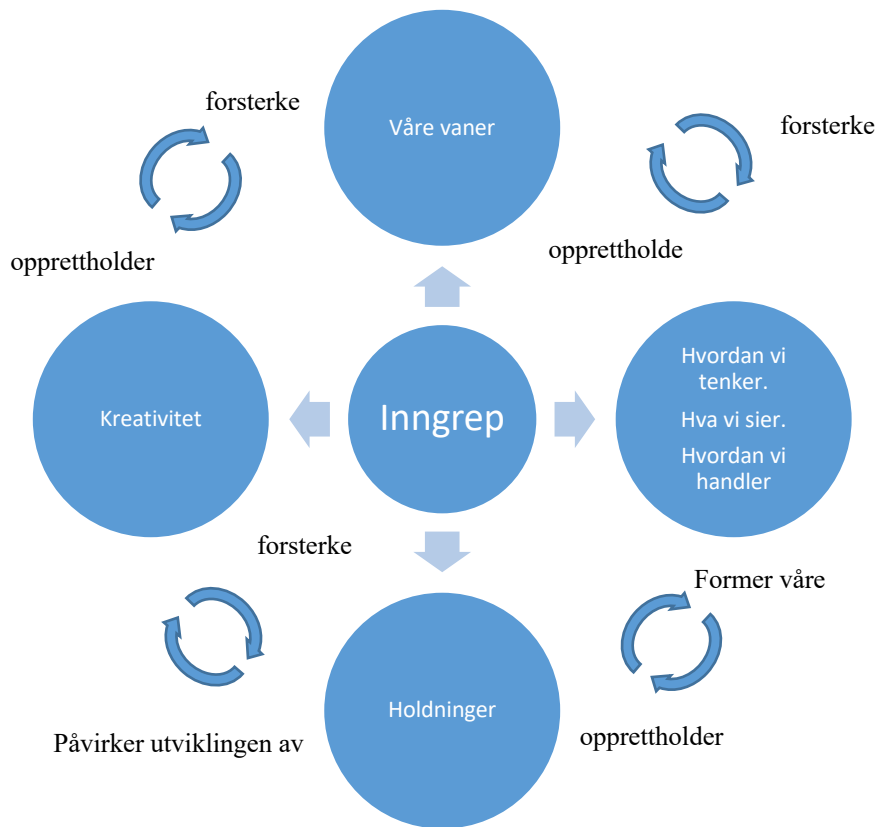 forsterke
Våre vaner
forsterke
opprettholder
opprettholde
Kreativitet
Inngrep
Hvordan vi
tenker.
Hva vi sier.
Hvordan vi
handler
forsterke
Former våre
Holdninger
Påvirker utviklingen av
opprettholder